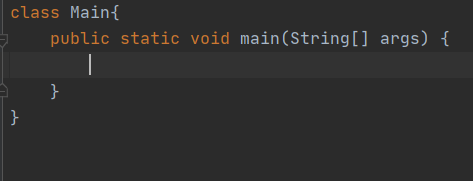 class Main{
    public static void main(String[] args) {
    }
}